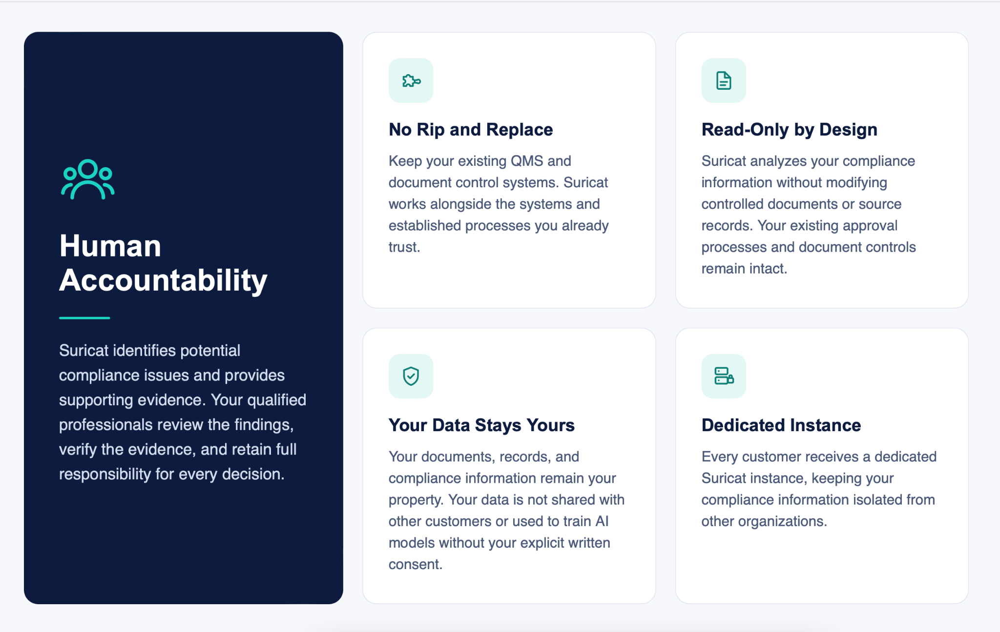 Human
Accountability
Suricat identifies potential
compliance issues and provides
supporting evidence. Your qualified
professionals review the findings,
verify the evidence, and retain full
responsibility for every decision.
No Rip and Replace
Keep your existing QMS and
document control systems. Suricat
works alongside the systems and
established processes you already
trust.
Read-Only by Design
Suricat analyzes your compliance
information without modifying
controlled documents or source
records. Your existing approval
processes and document controls
remain intact.
Your Data Stays Yours
Your documents, records, and
compliance information remain your
property. Your data is not shared with
other customers or used to train AI
models without your explicit written
consent.
Dedicated Instance
Every customer receives a dedicated
Suricat instance, keeping your
compliance information isolated from
other organizations.